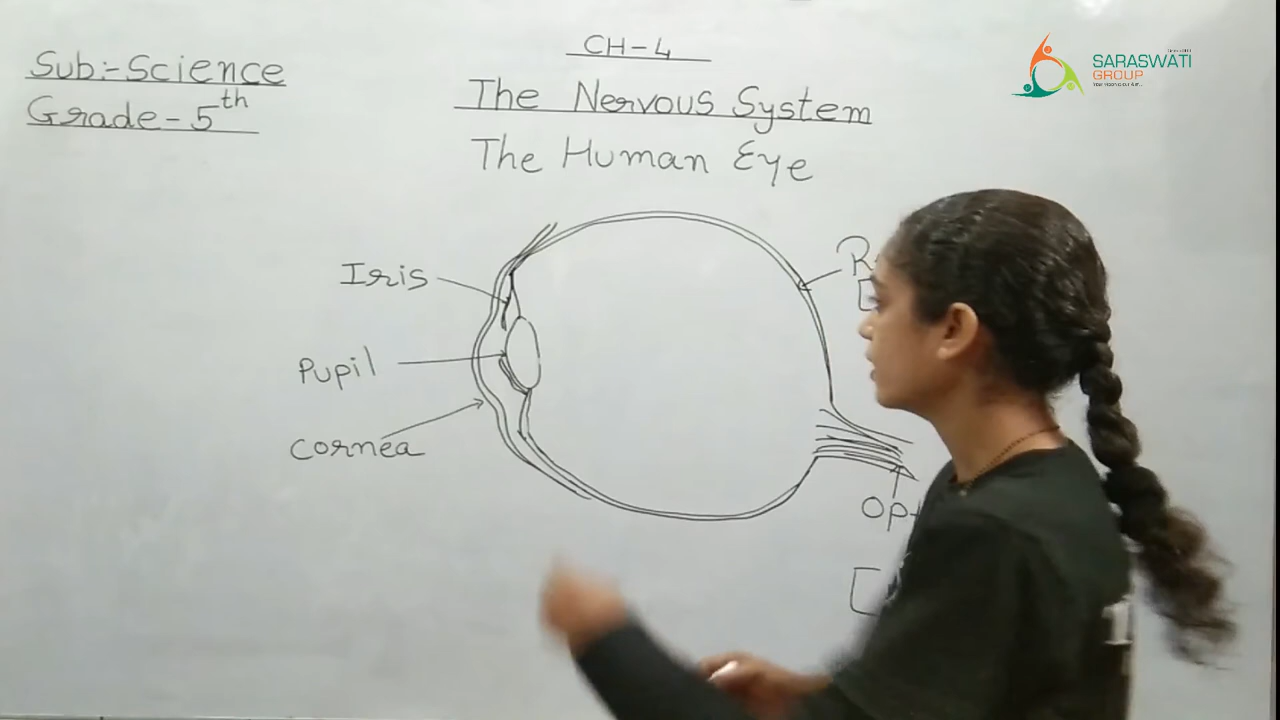 CH-4
Sub:- Science
The Nervous System
Grade - 5th
The Human Eye
Iris
Pupil
Cornea
SARASWATI
GROUP